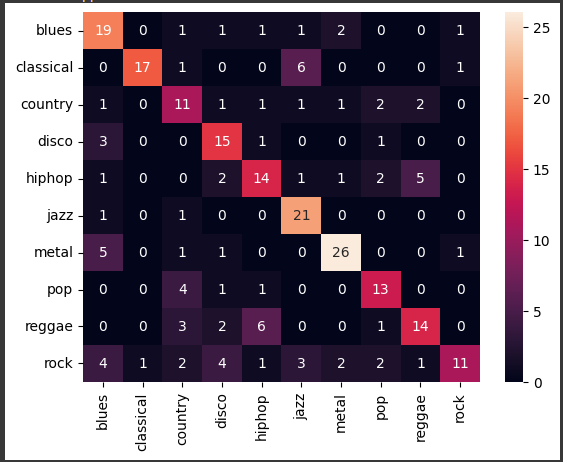 blues 19 0 1 1 1 1 2 0 0 1
classical 0 17 1 0 0 6 0 0 0 1
country 1 0 11 1 1 1 1 2 2 0
disco 3 0 0 15 1 0 0 1 0 0
hiphop 1 0 0 2 14 1 1 2 5 0
jazz 1 0 1 0 0 21 0 0 0 0
metal 5 0 1 1 0 0 26 0 0 1
pop 0 0 4 1 1 0 0 13 0 0
reggae 0 0 3 2 6 0 0 1 14 0
rock 4 1 2 4 1 3 2 2 1 11
blues classical country disco hiphop jazz metal pop reggae rock
25
20
15
10
5
0